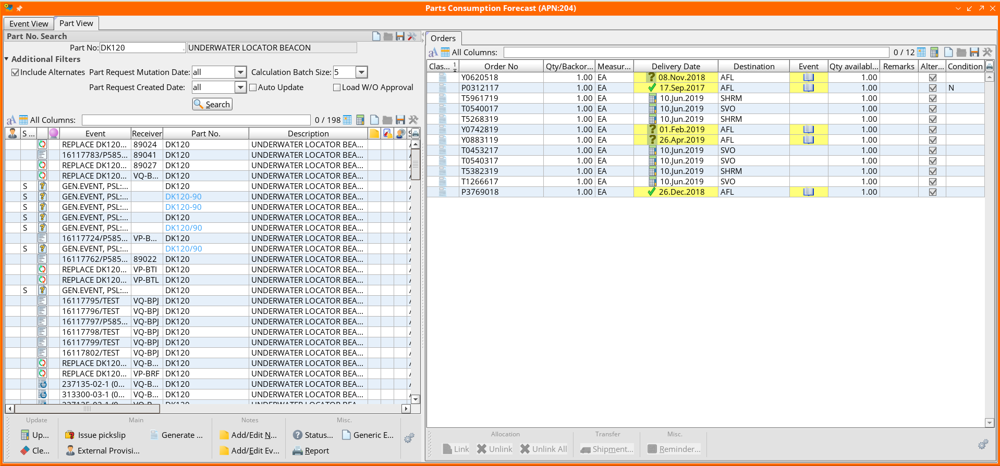 Parts Consumption Forecast (APN:204)
Event View
Part View
Part No. Search
Part No: DK120 UNDERWATER LOCATOR BEACON
Additional Filters
Include Alternates Part Request Mutation Date: all Calculation Batch Size: 5
Part Request Created Date: all Auto Update Load W/O Approval
Search
All Columns: 0 / 198
S ... Event Receiver Part No. Description
REPLACE DK120... 89024 DK120 UNDERWATER LOCATOR BEA...
16117783/P585... 89041 DK120 UNDERWATER LOCATOR BEA...
REPLACE DK120... 89027 DK120 UNDERWATER LOCATOR BEA...
REPLACE DK120... VQ-B... DK120 UNDERWATER LOCATOR BEA...
S GEN.EVENT, PSL:... DK120 UNDERWATER LOCATOR BEA...
S GEN.EVENT, PSL:... DK120-90 UNDERWATER LOCATOR BEA...
S GEN.EVENT, PSL:... DK120-90 UNDERWATER LOCATOR BEA...
S GEN.EVENT, PSL:... DK120 UNDERWATER LOCATOR BEA...
S GEN.EVENT, PSL:... DK120/90 UNDERWATER LOCATOR BEA...
16117724/P585... VP-B... DK120 UNDERWATER LOCATOR BEA...
S GEN.EVENT, PSL:... DK120/90 UNDERWATER LOCATOR BEA...
16117762/P585... 89022 DK120 UNDERWATER LOCATOR BEA...
REPLACE DK120... VP-BTI DK120 UNDERWATER LOCATOR BEA...
REPLACE DK120... VP-BTL DK120 UNDERWATER LOCATOR BEA...
S GEN.EVENT, PSL:... DK120 UNDERWATER LOCATOR BEA...
16117795/TEST VQ-BPJ DK120 UNDERWATER LOCATOR BEA...
16117796/TEST VQ-BPJ DK120 UNDERWATER LOCATOR BEA...
16117797/P585... VQ-BPJ DK120 UNDERWATER LOCATOR BEA...
16117798/TEST VQ-BPJ DK120 UNDERWATER LOCATOR BEA...
16117799/TEST VQ-BPJ DK120 UNDERWATER LOCATOR BEA...
16117802/TEST VQ-BPJ DK120 UNDERWATER LOCATOR BEA...
REPLACE DK120... VQ-B... DK120 UNDERWATER LOCATOR BEA...
REPLACE DK120... VP-BRF DK120 UNDERWATER LOCATOR BEA...
237135-02-1 (0... VQ-B... DK120 UNDERWATER LOCATOR BEA...
313300-03-1 (0... VQ-B... DK120 UNDERWATER LOCATOR BEA...
Update Main Notes Misc.
Up... Issue pickslip Generate ... Add/Edit N... Status... Generic E...
Cle... External Provisi... Add/Edit Ev... Report
Orders
All Columns: 0 / 12
Clas... 1 Order No Qty/Backor... Measur... Delivery Date Destination Event Qty availabl... Remarks Alter... Condition
Y0620518 1.00 EA ? 08.Nov.2018 AFL 1.00
P0312117 1.00 EA 17.Sep.2017 AFL 1.00 N
T5961719 1.00 EA 10.Jun.2019 SHRM 1.00
T0540017 1.00 EA 10.Jun.2019 SVO 1.00
T5268319 1.00 EA 10.Jun.2019 SHRM 1.00
Y0742819 1.00 EA ? 01.Feb.2019 AFL 1.00
Y0883119 1.00 EA ? 26.Apr.2019 AFL 1.00
T0453217 1.00 EA 10.Jun.2019 SVO 1.00
T0540317 1.00 EA 10.Jun.2019 SVO 1.00
T5382319 1.00 EA 10.Jun.2019 SHRM 1.00
T1266617 1.00 EA 10.Jun.2019 SVO 1.00
P3769018 1.00 EA 26.Dec.2018 AFL 1.00
Allocation Transfer Misc.
Link Unlink Unlink All Shipment... Reminder...